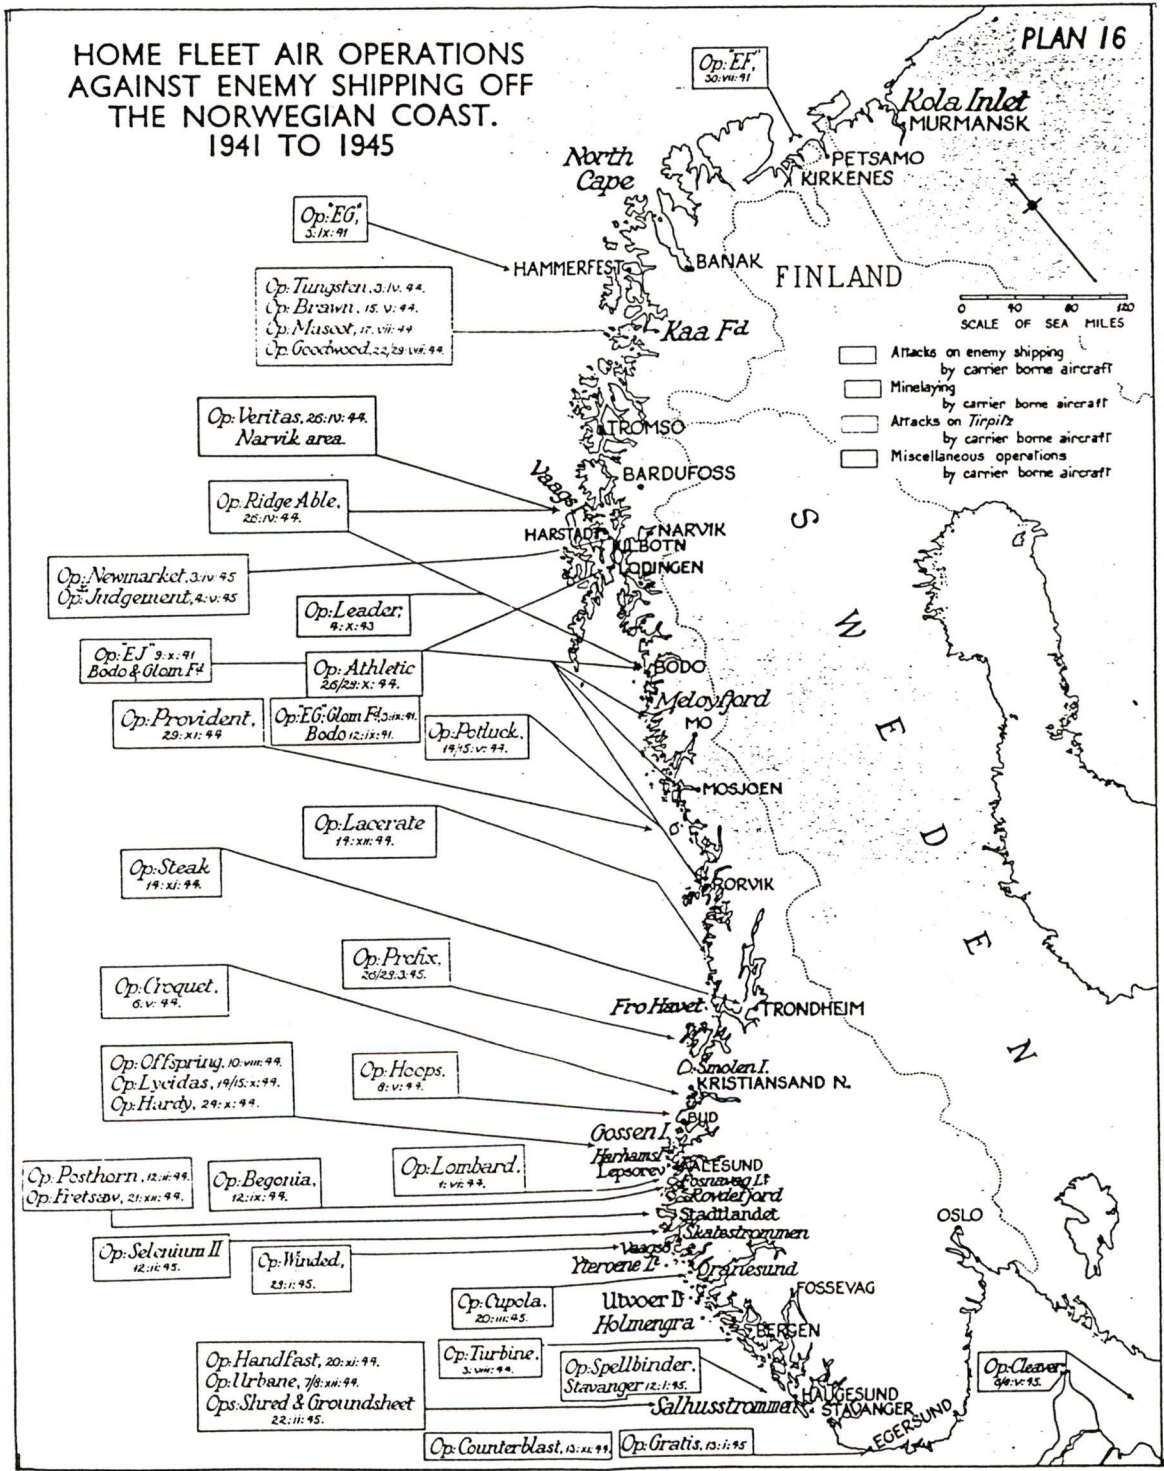 PLAN 16
HOME FLEET AIR OPERATIONS
AGAINST ENEMY SHIPPING OFF
THE NORWEGIAN COAST.
1941 TO 1945
Op: "EF",
30:vii:41
Kola Inlet
MURMANSK
PETSAMO
KIRKENES
North
Cape
Op: "EG",
3:ix:41
HAMMERFEST
BANAK
FINLAND
Op: Tungsten, 3:iv:44.
Op: Brawn, 15:v:44.
Op: Mascot, 17:vii:44
Op: Goodwood, 22/29:viii:44.
Kaa Fd
0 40 80 120
SCALE OF SEA MILES
Attacks on enemy shipping
by carrier borne aircraft
Minelaying
by carrier borne aircraft
Attacks on Tirpitz
by carrier borne aircraft
Miscellaneous operations
by carrier borne aircraft
Op: Veritas, 26:iv:44.
Narvik area.
TROMSO
BARDUFOSS
Vaags
Op: Ridge Able,
26:iv:44.
HARSTADT
NARVIK
KILBOTN
LODINGEN
SWEDEN
Op: Newmarket, 3:iv:45
Op: Judgement, 4:v:45
Op: Leader,
4:x:43
Op: "EJ" 9:x:41
Bodo & Glom Fd
Op: Athletic
26/28:x:44.
BODO
Meloyfjord
MO
Op: Provident,
29:xi:44
Op: "EG": Glom Fd, 3:ix:41.
Bodo 12:ix:41.
Op: Potluck,
14/15:v:44.
MOSJOEN
Op: Lacerate
14:xii:44.
Op: Steak
14:xi:44.
RORVIK
Op: Prefix,
26/29:3:45.
Op: Croquet,
6:v:44.
Fro Havet
TRONDHEIM
Smolen I.
KRISTIANSAND N.
Op: Offspring, 10:viii:44.
Op: Lycidas, 14/15:x:44.
Op: Hardy, 24:x:44.
Op: Hoops,
8:v:44.
BUD
Gossen I.
Harhamsf
Lepsorev
AALESUND
Fosnavag Lt
Rovdefjord
Op: Posthorn, 12:ii:44.
Op: Fretsaw, 21:xii:44.
Op: Begonia,
12:ix:44.
Op: Lombard,
1:vi:44.
Stadtlandet
Skatestrommen
OSLO
Op: Selenium II
12:i:45.
Op: Winded,
29:i:45.
Vaagso
Yteroene Is
Granesund
FOSSEVAG
Op: Cupola,
20:iii:45.
Utvoer Lt
Holmengra
BERGEN
Op: Handfast, 20:xi:44.
Op: Urbane, 7/8:xii:44.
Ops: Shred & Groundsheet
22:ii:45.
Op: Turbine,
3:viii:44.
Op: Spellbinder,
Stavanger 12:1:45.
Op: Cleaver
HAUGESUND
Salhusstrommen
STAVANGER
EGERSUND
Op: Counterblast, 13:xi:44.
Op: Gratis, 13:i:45